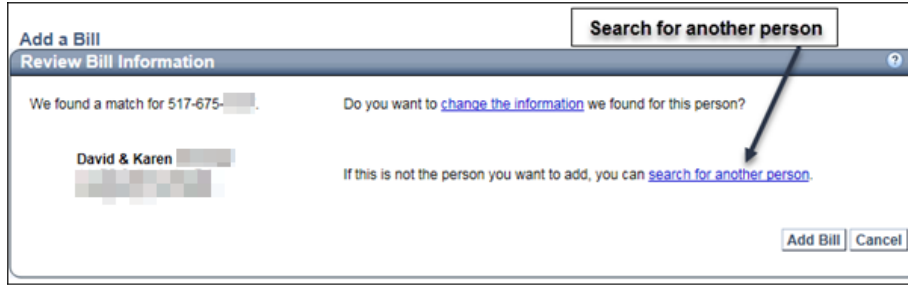 Search for another person
Add a Bill
Review Bill Information
?
We found a match for 517-675- .
Do you want to change the information we found for this person?
David & Karen
If this is not the person you want to add, you can search for another person.
Add Bill Cancel